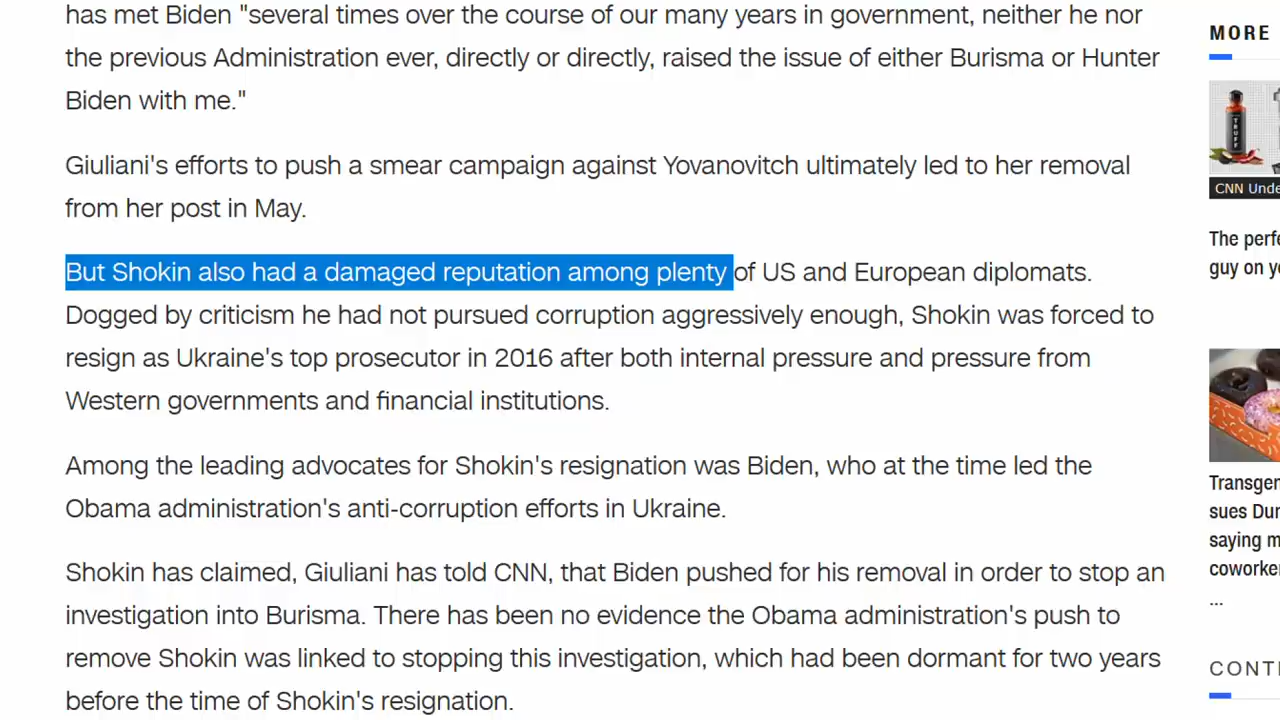 has met Biden "several times over the course of our many years in government, neither he nor
the previous Administration ever, directly or directly, raised the issue of either Burisma or Hunter
Biden with me."
Giuliani's efforts to push a smear campaign against Yovanovitch ultimately led to her removal
from her post in May.
But Shokin also had a damaged reputation among plenty of US and European diplomats.
Dogged by criticism he had not pursued corruption aggressively enough, Shokin was forced to
resign as Ukraine's top prosecutor in 2016 after both internal pressure and pressure from
Western governments and financial institutions.
Among the leading advocates for Shokin's resignation was Biden, who at the time led the
Obama administration's anti-corruption efforts in Ukraine.
Shokin has claimed, Giuliani has told CNN, that Biden pushed for his removal in order to stop an
investigation into Burisma. There has been no evidence the Obama administration's push to
remove Shokin was linked to stopping this investigation, which had been dormant for two years
before the time of Shokin's resignation.
MORE
TRUFF
CNN Unde
The perfe
guy on yo
Transgen
sues Dun
saying m
coworker
...
CONTE